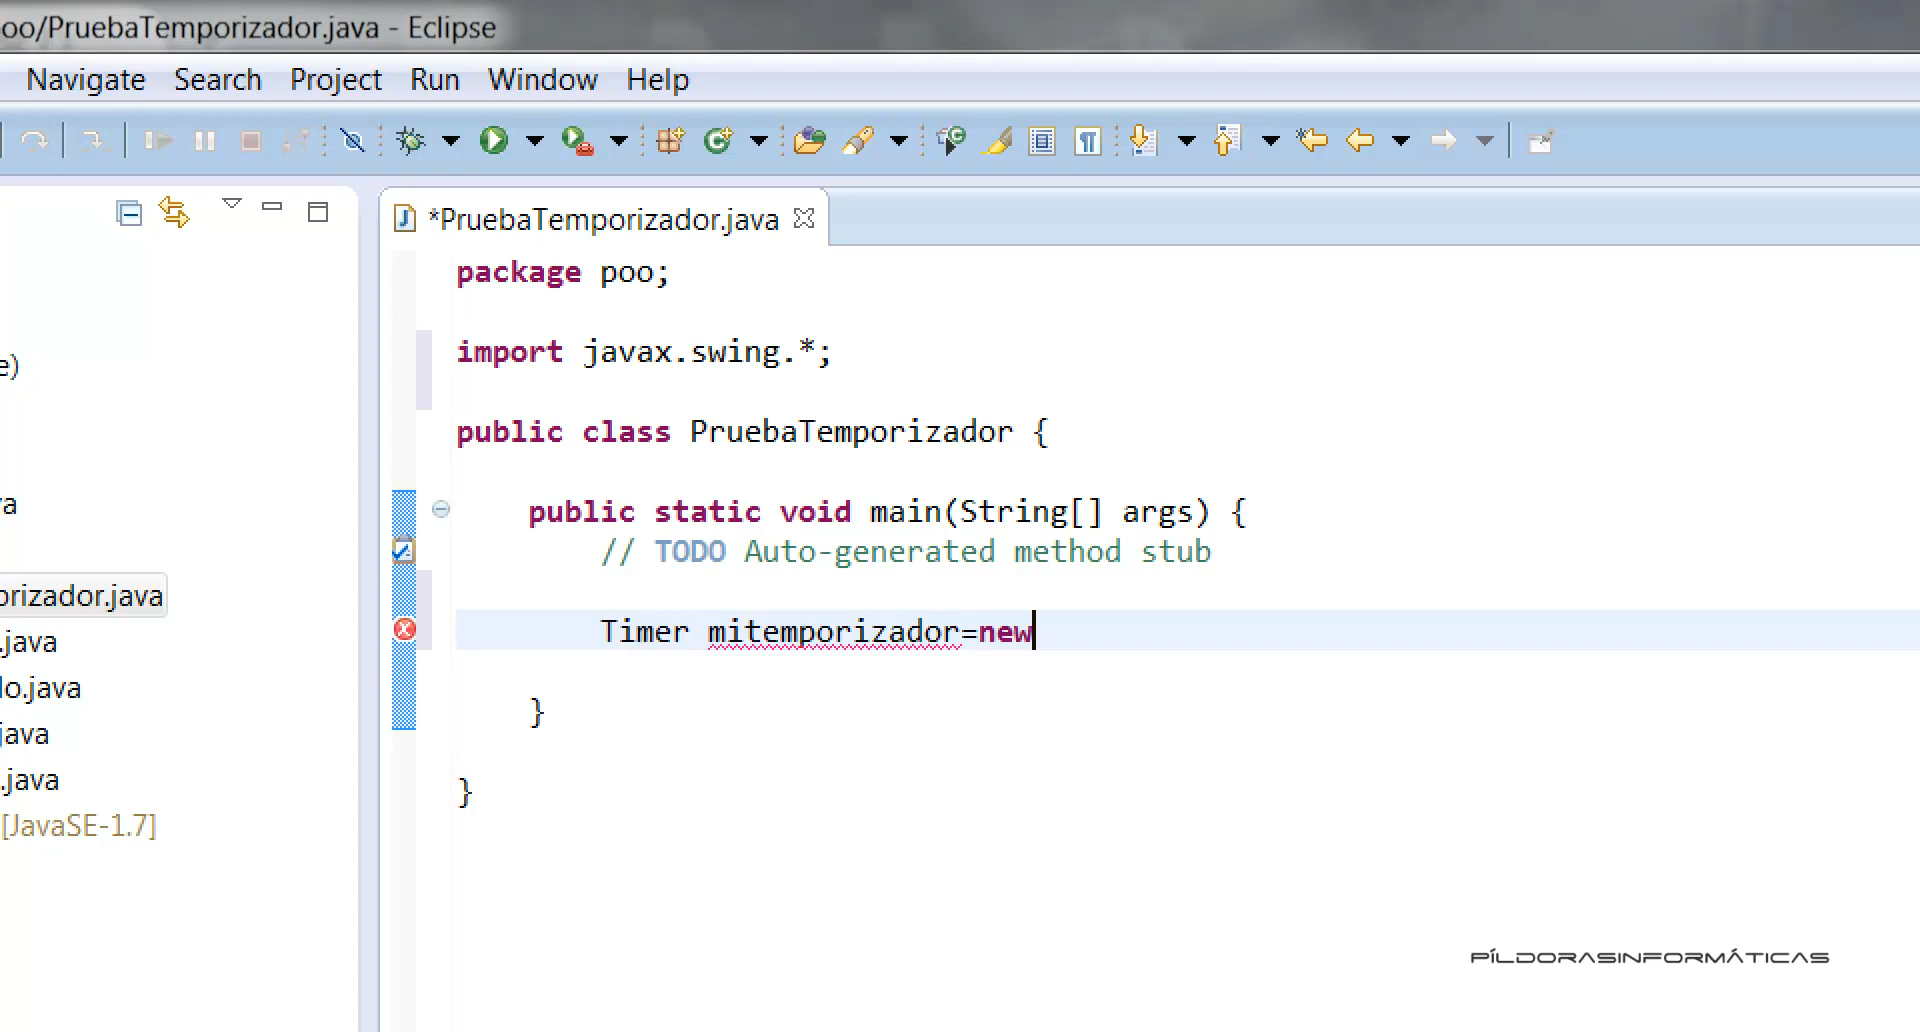 oo/PruebaTemporizador.java - Eclipse
Navigate Search Project Run Window Help
*PruebaTemporizador.java
package poo;
import javax.swing.*;
e)
public class PruebaTemporizador {
va
public static void main(String[] args) {
// TODO Auto-generated method stub
orizador.java
Timer mitemporizador=new
.java
lo.java
}
java
.java
}
[JavaSE-1.7]
PÍLDORASINFORMÁTICAS